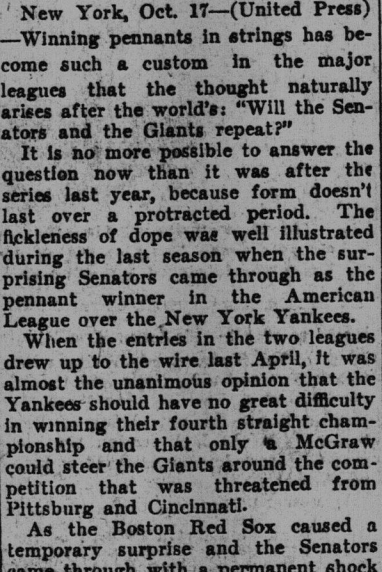 New York, Oct. 17—(United Press)
—Winning pennants in strings has be-
come such a custom in the major
leagues that the thought naturally
arises after the world's: "Will the Sen-
ators and the Giants repeat?"
It is no more possible to answer the
question now than it was after the
series last year, because form doesn't
last over a protracted period. The
fickleness of dope was well illustrated
during the last season when the sur-
prising Senators came through as the
pennant winner in the American
League over the New York Yankees.
When the entries in the two leagues
drew up to the wire last April, it was
almost the unanimous opinion that the
Yankees should have no great difficulty
in winning their fourth straight cham-
pionship and that only a McGraw
could steer the Giants around the com-
petition that was threatened from
Pittsburg and Cincinnati.
As the Boston Red Sox caused a
temporary surprise and the Senators
came through with a permanent shock